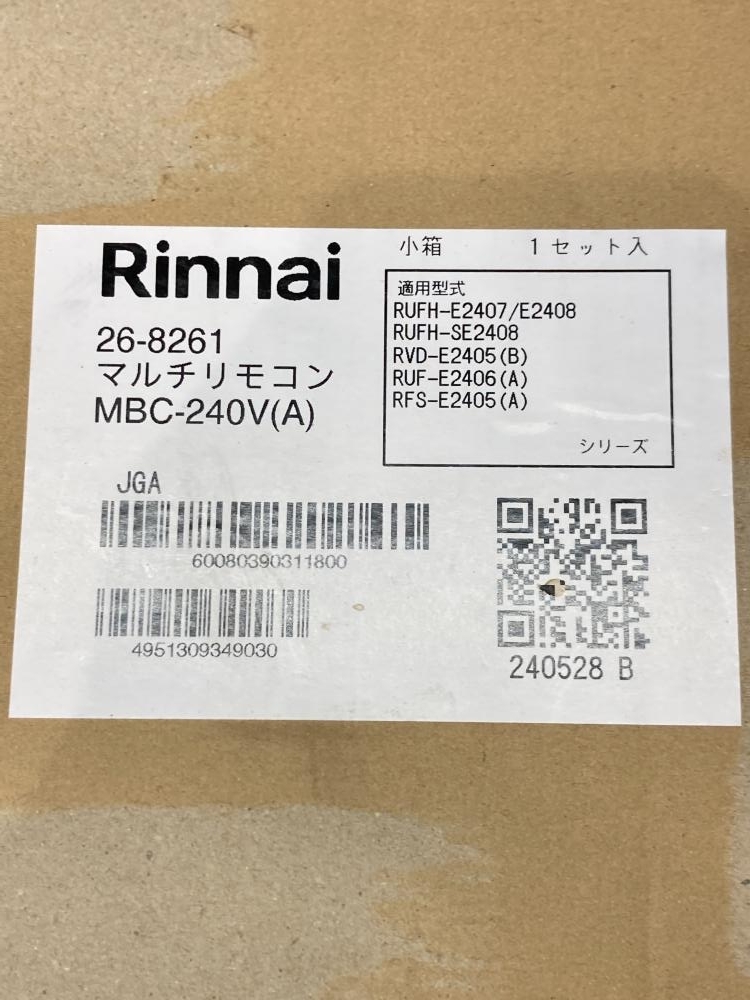 Rinnai
26-8261
マルチリモコン
MBC-240V(A)
小箱 1セット入
適用型式
RUFH-E2407/E2408
RUFH-SE2408
RVD-E2405(B)
RUF-E2406(A)
RFS-E2405(A)
シリーズ
JGA
60080390311800
4951309349030
240528 B